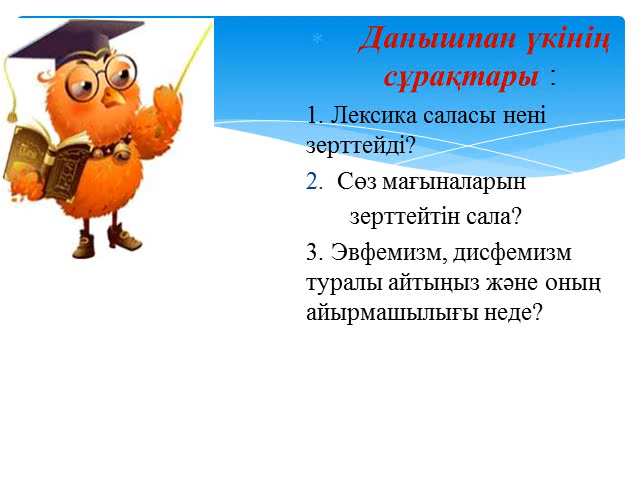 Данышпан үкінің
сұрақтары :
1. Лексика саласы нені
зерттейді?
2. Сөз мағыналарын
зерттейтін сала?
3. Эвфемизм, дисфемизм
туралы айтыңыз және оның
айырмашылығы неде?